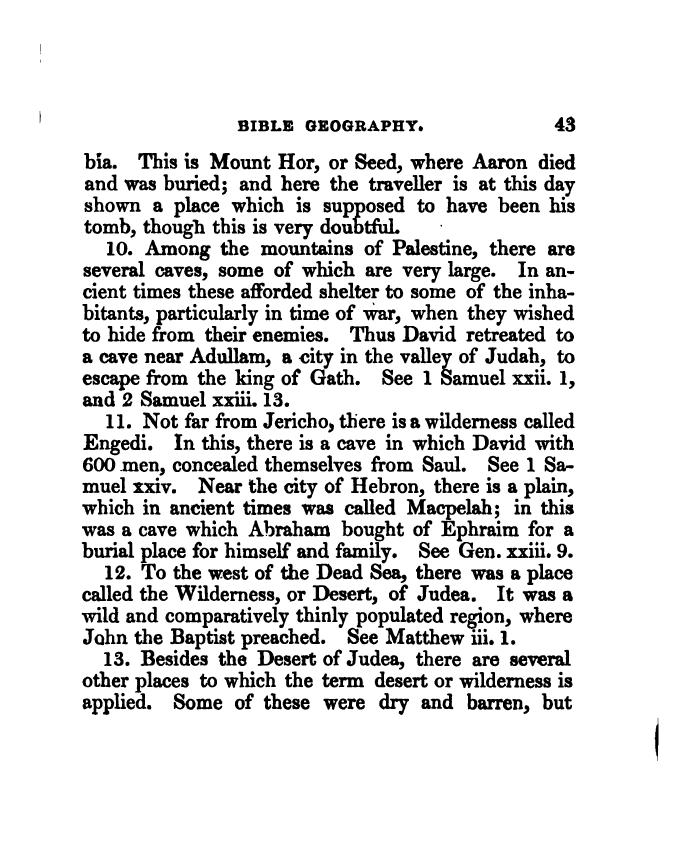 BIBLE GEOGRAPHY. 43
bia. This is Mount Hor, or Seed, where Aaron died
and was buried; and here the traveller is at this day
shown a place which is supposed to have been his
tomb, though this is very doubtful.
10. Among the mountains of Palestine, there are
several caves, some of which are very large. In an-
cient times these afforded shelter to some of the inha-
bitants, particularly in time of war, when they wished
to hide from their enemies. Thus David retreated to
a cave near Adullam, a city in the valley of Judah, to
escape from the king of Gath. See 1 Samuel xxii. 1,
and 2 Samuel xxiii. 13.
11. Not far from Jericho, there is a wilderness called
Engedi. In this, there is a cave in which David with
600 men, concealed themselves from Saul. See 1 Sa-
muel xxiv. Near the city of Hebron, there is a plain,
which in ancient times was called Macpelah; in this
was a cave which Abraham bought of Ephraim for a
burial place for himself and family. See Gen. xxiii. 9.
12. To the west of the Dead Sea, there was a place
called the Wilderness, or Desert, of Judea. It was a
wild and comparatively thinly populated region, where
John the Baptist preached. See Matthew iii. 1.
13. Besides the Desert of Judea, there are several
other places to which the term desert or wilderness is
applied. Some of these were dry and barren, but